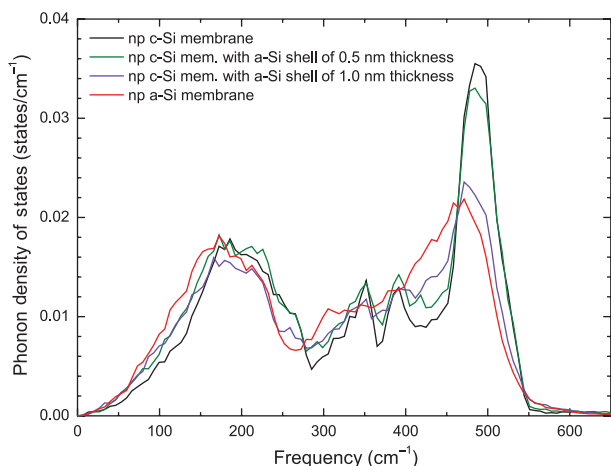 np c-Si membrane
np c-Si mem. with a-Si shell of 0.5 nm thickness
np c-Si mem. with a-Si shell of 1.0 nm thickness
np a-Si membrane
Phonon density of states (states/cm⁻¹)
0.04
0.03
0.02
0.01
0.00
0 100 200 300 400 500 600
Frequency (cm⁻¹)